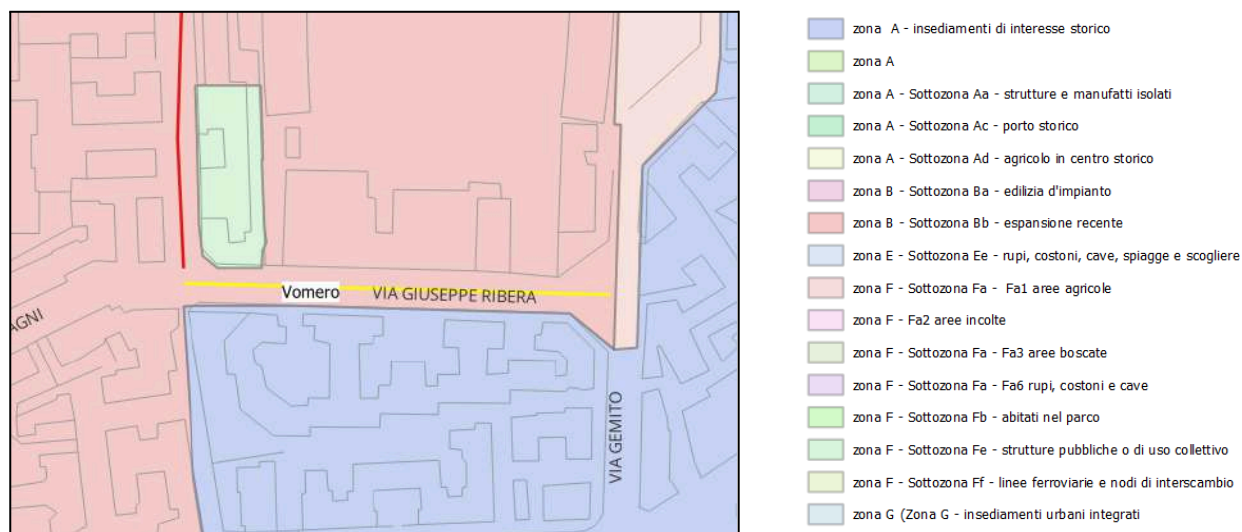 Vomero
VIA GIUSEPPE RIBERA
AGNI
VIA GEMITO
zona A - insediamenti di interesse storico
zona A
zona A - Sottozona Aa - strutture e manufatti isolati
zona A - Sottozona Ac - porto storico
zona A - Sottozona Ad - agricolo in centro storico
zona B - Sottozona Ba - edilizia d'impianto
zona B - Sottozona Bb - espansione recente
zona E - Sottozona Ee - rupi, costoni, cave, spiagge e scogliere
zona F - Sottozona Fa - Fa1 aree agricole
zona F - Fa2 aree incolte
zona F - Sottozona Fa - Fa3 aree boscate
zona F - Sottozona Fa - Fa6 rupi, costoni e cave
zona F - Sottozona Fb - abitati nel parco
zona F - Sottozona Fe - strutture pubbliche o di uso collettivo
zona F - Sottozona Ff - linee ferroviarie e nodi di interscambio
zona G (Zona G - insediamenti urbani integrati